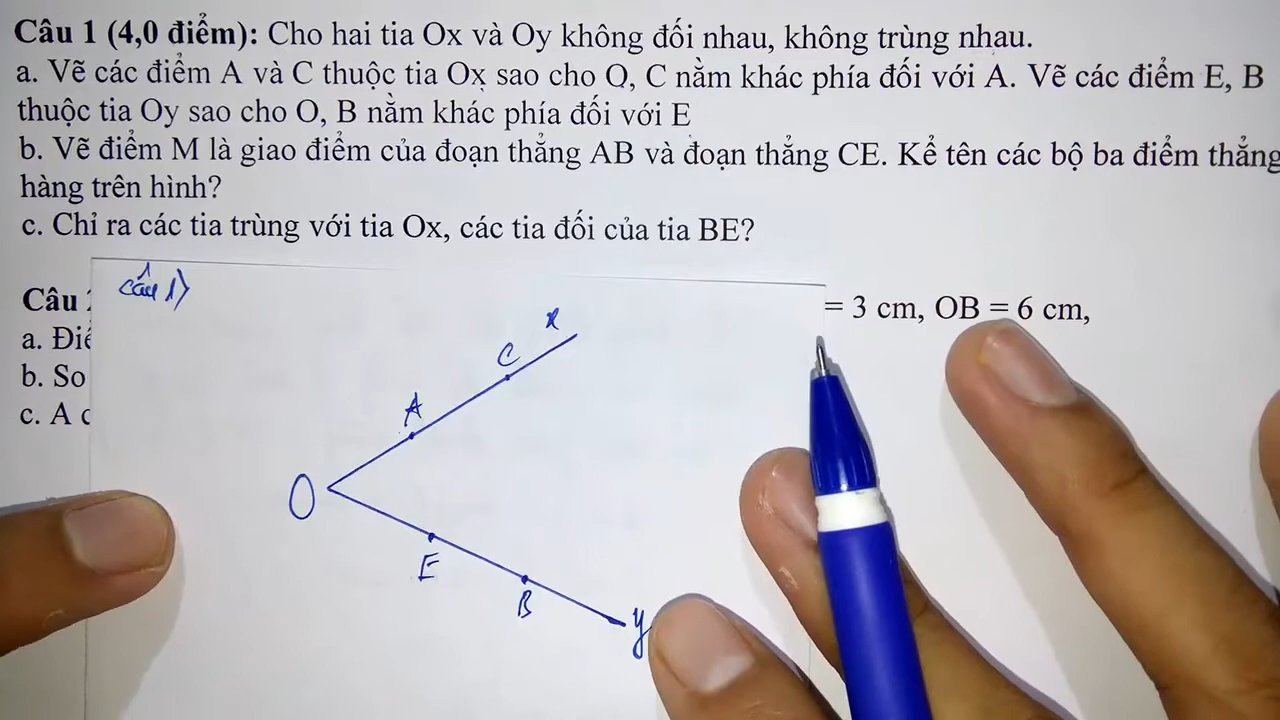 Câu 1 (4,0 điểm): Cho hai tia Ox và Oy không đối nhau, không trùng nhau.
a. Vẽ các điểm A và C thuộc tia Ox sao cho O, C nằm khác phía đối với A. Vẽ các điểm E, B
thuộc tia Oy sao cho O, B nằm khác phía đối với E
b. Vẽ điểm M là giao điểm của đoạn thẳng AB và đoạn thẳng CE. Kể tên các bộ ba điểm thẳng
hàng trên hình?
c. Chỉ ra các tia trùng với tia Ox, các tia đối của tia BE?
Câu 1)
Câu = 3 cm, OB = 6 cm,
a. Điể
b. So
c. A
x
C
A
O
E
B
y